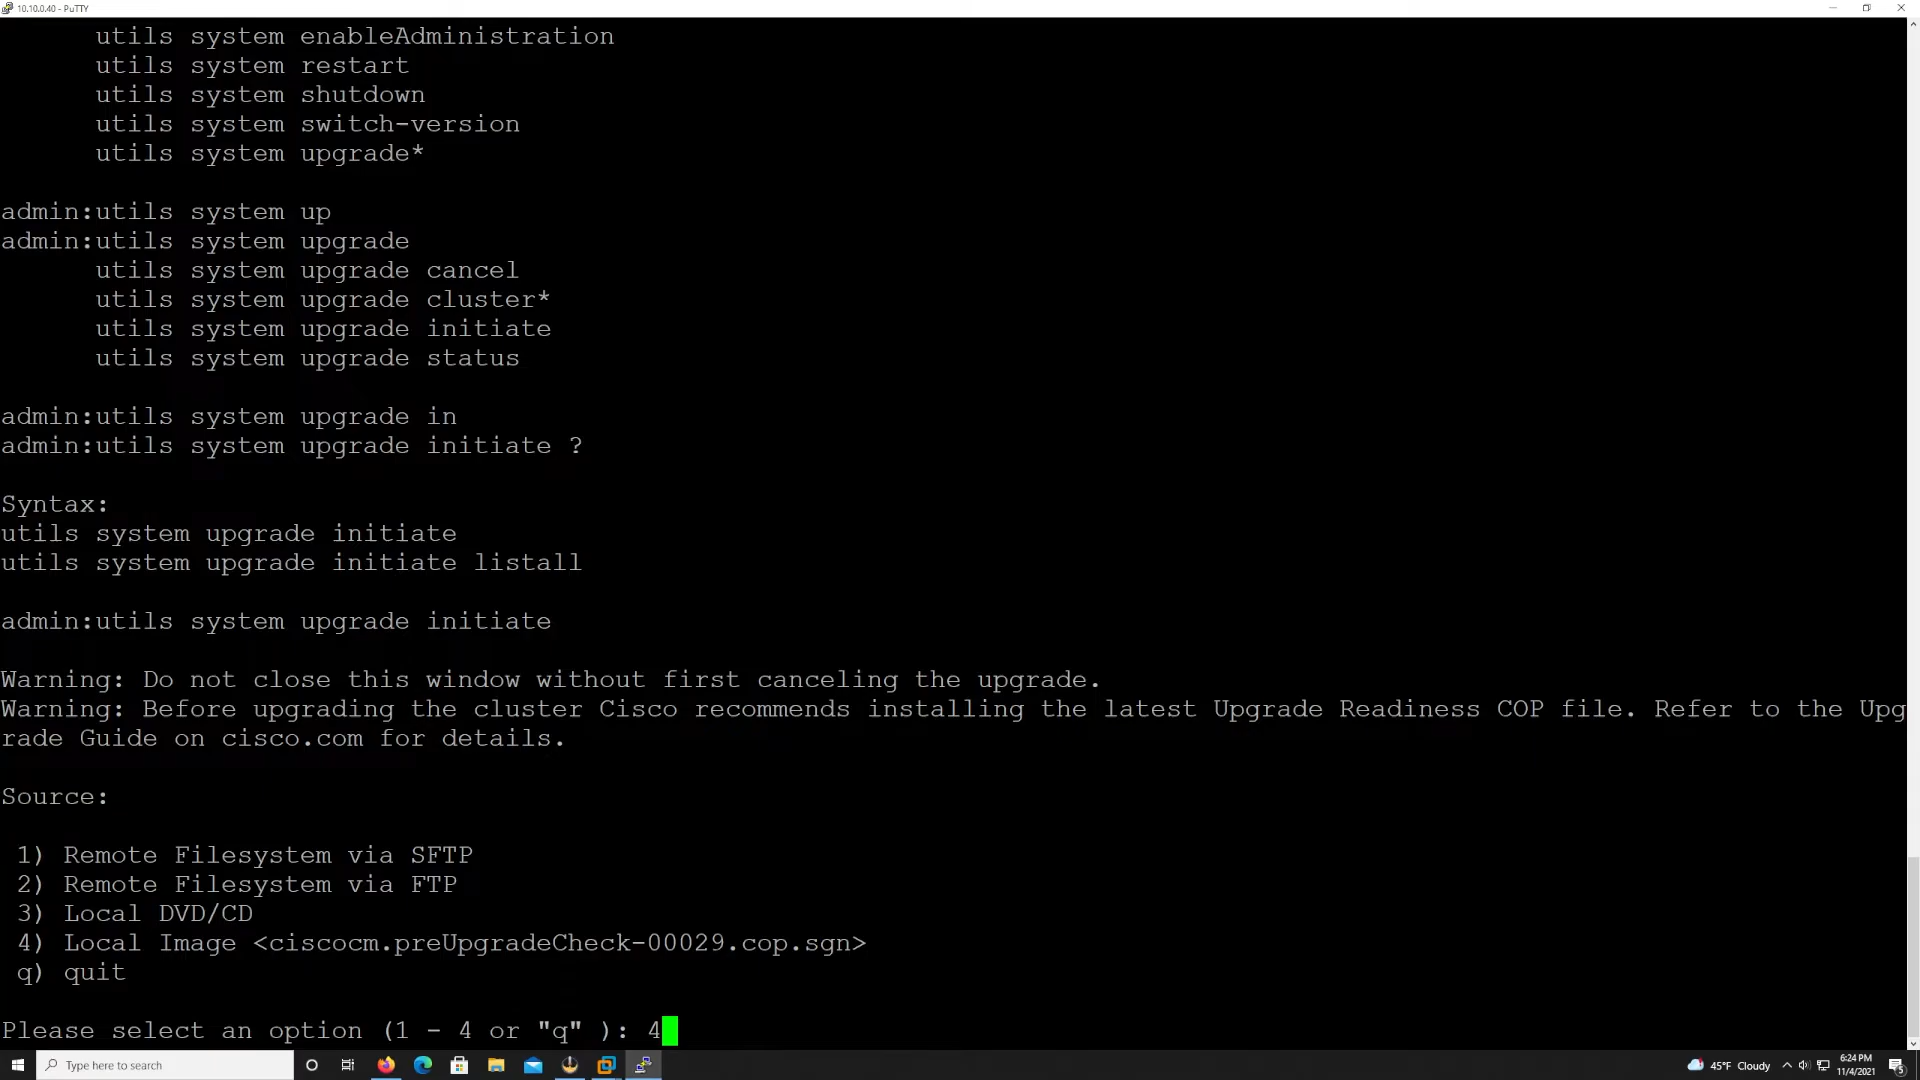 10.10.0.40 - PuTTY
utils system enableAdministration
utils system restart
utils system shutdown
utils system switch-version
utils system upgrade*
admin:utils system up
admin:utils system upgrade
utils system upgrade cancel
utils system upgrade cluster*
utils system upgrade initiate
utils system upgrade status
admin:utils system upgrade in
admin:utils system upgrade initiate ?
Syntax:
utils system upgrade initiate
utils system upgrade initiate listall
admin:utils system upgrade initiate
Warning: Do not close this window without first canceling the upgrade.
Warning: Before upgrading the cluster Cisco recommends installing the latest Upgrade Readiness COP file. Refer to the Upg
rade Guide on cisco.com for details.
Source:
1) Remote Filesystem via SFTP
2) Remote Filesystem via FTP
3) Local DVD/CD
4) Local Image <ciscocm.preUpgradeCheck-00029.cop.sgn>
q) quit
Please select an option (1 - 4 or "q" ): 4
Type here to search
45°F Cloudy
6:24 PM
11/4/2021
5